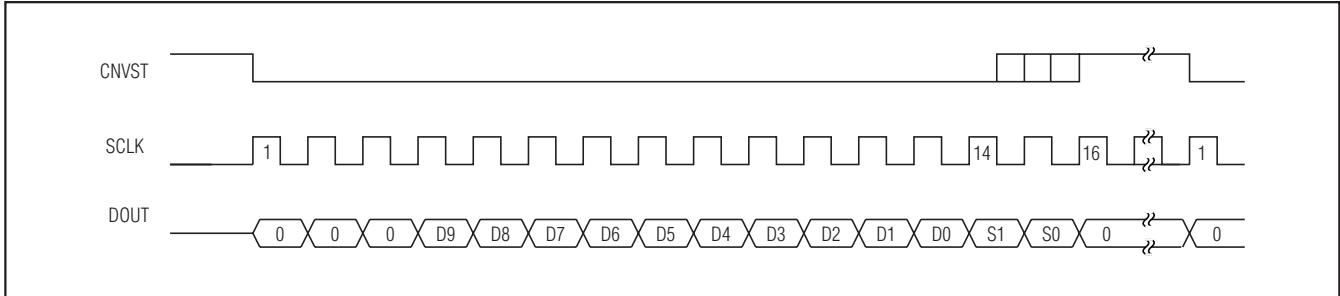 CNVST
SCLK
1 14 16 1
DOUT
0 0 0 D9 D8 D7 D6 D5 D4 D3 D2 D1 D0 S1 S0 0 0